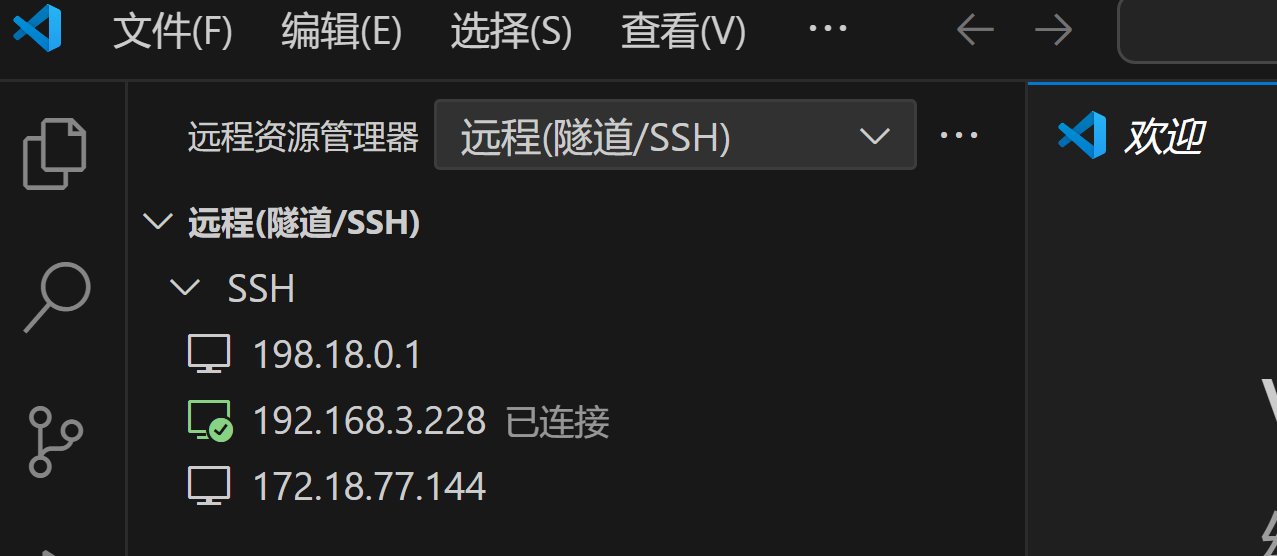 文件(F) 编辑(E) 选择(S) 查看(V) ···
远程资源管理器 远程(隧道/SSH) ···
欢迎
远程(隧道/SSH)
SSH
198.18.0.1
192.168.3.228 已连接
172.18.77.144